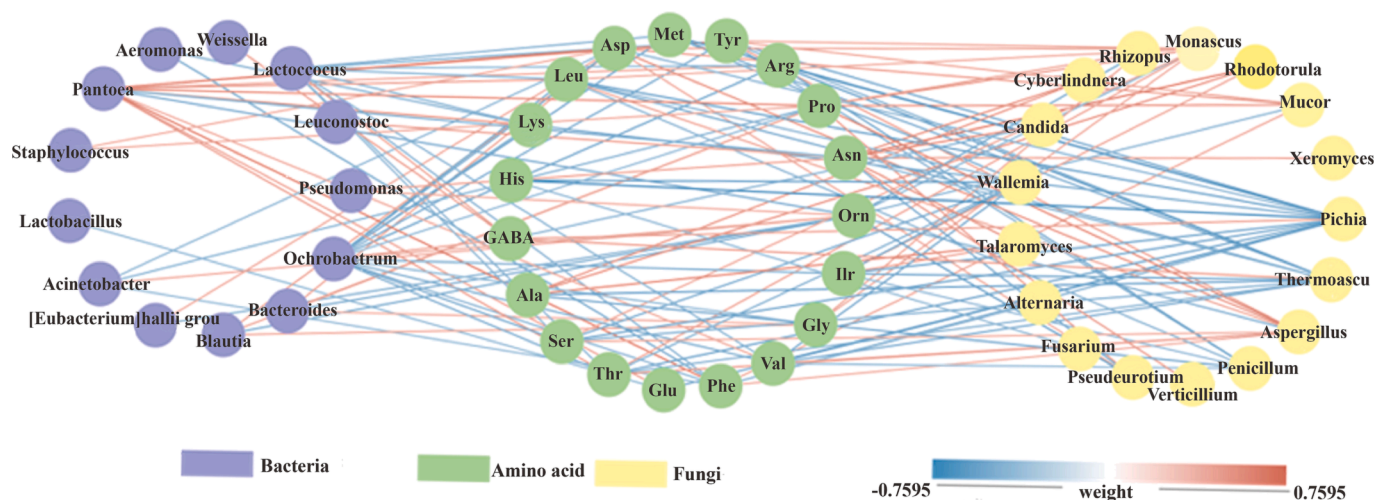 Weissella
Aeromonas
Lactoccocus
Pantoea
Leuconostoc
Staphylococcus
Pseudomonas
Lactobacillus
Ochrobactrum
Acinetobacter
Bacteroides
[Eubacterium]hallii grou
Blautia
Met
Tyr
Asp
Arg
Leu
Pro
Lys
Asn
His
Orn
GABA
Ilr
Ala
Gly
Ser
Val
Thr
Glu
Phe
Monascus
Rhizopus
Rhodotorula
Cyberlindnera
Mucor
Candida
Xeromyces
Wallemia
Pichia
Talaromyces
Thermoascu
Alternaria
Aspergillus
Fusarium
Penicillum
Pseudeurotium
Verticillium
Bacteria
Amino acid
Fungi
-0.7595
weight
0.7595